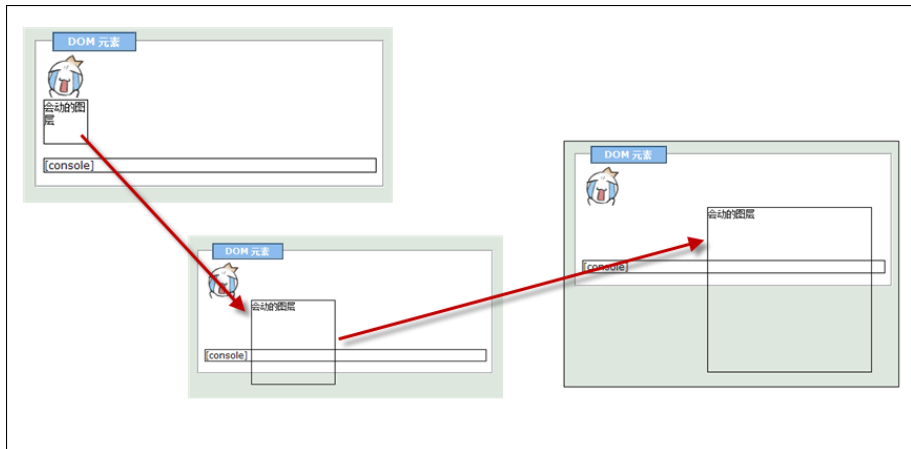 DOM 元素
会动的图
层
[console]
DOM 元素
会动的图层
[console]
DOM 元素
会动的图层
[console]